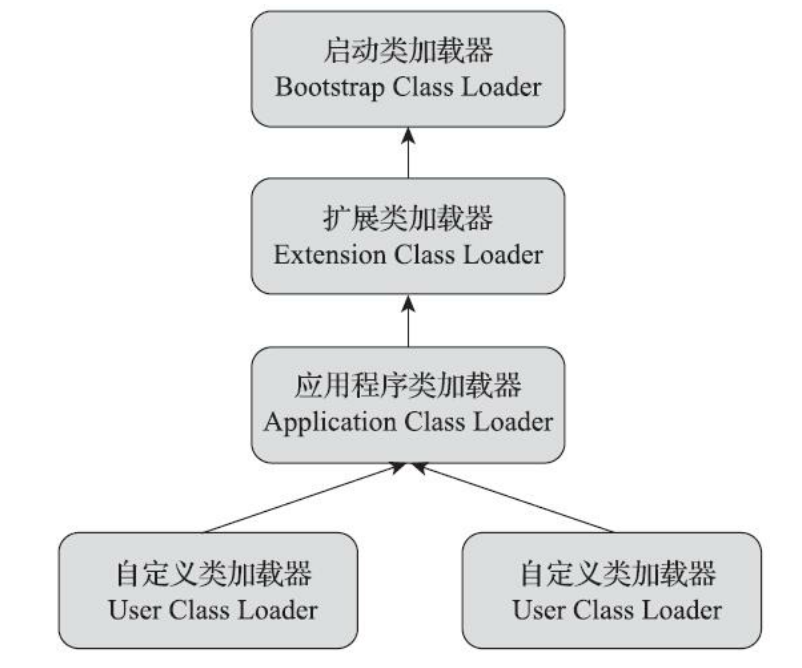 启动类加载器
Bootstrap Class Loader
扩展类加载器
Extension Class Loader
应用程序类加载器
Application Class Loader
自定义类加载器
User Class Loader
自定义类加载器
User Class Loader